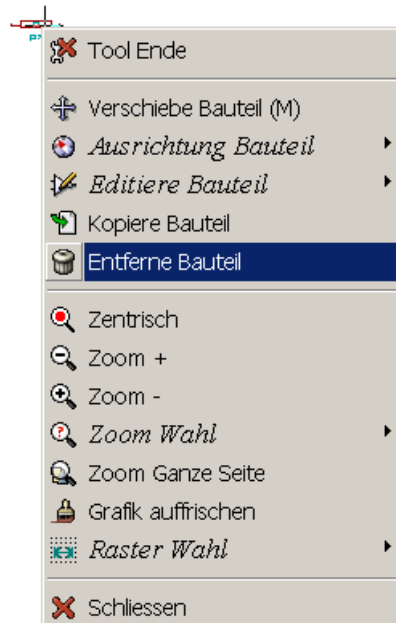 Tool Ende
Verschiebe Bauteil (M)
Ausrichtung Bauteil
Editiere Bauteil
Kopiere Bauteil
Entferne Bauteil
Zentrisch
Zoom +
Zoom -
Zoom Wahl
Zoom Ganze Seite
Grafik auffrischen
Raster Wahl
Schliessen